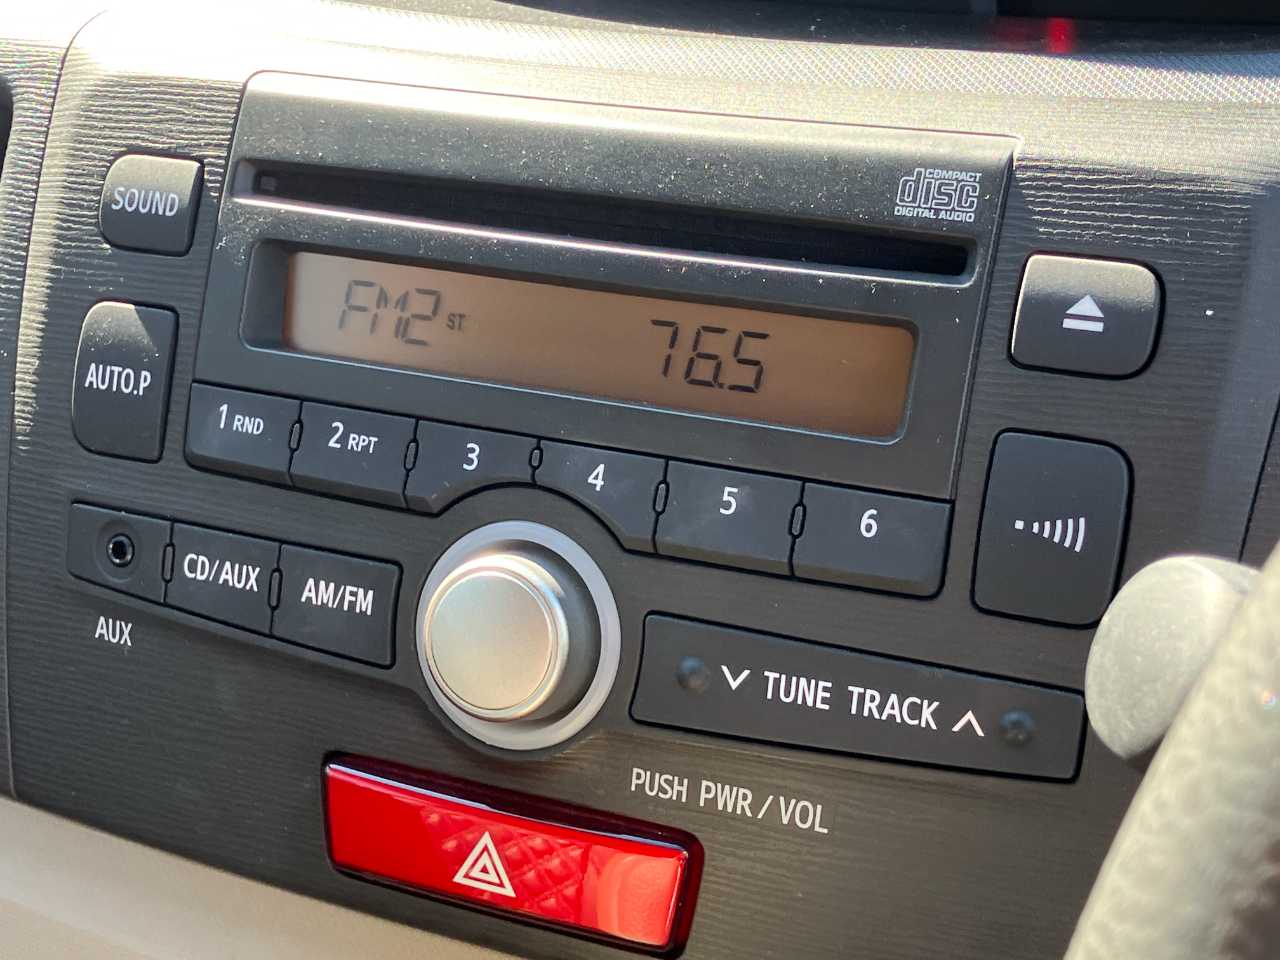 COMPACT
disc
DIGITAL AUDIO
SOUND
FM2 ST 76.5
AUTO.P
1 RND
2 RPT
3
4
5
6
CD/AUX
AM/FM
AUX
TUNE TRACK
PUSH PWR/VOL